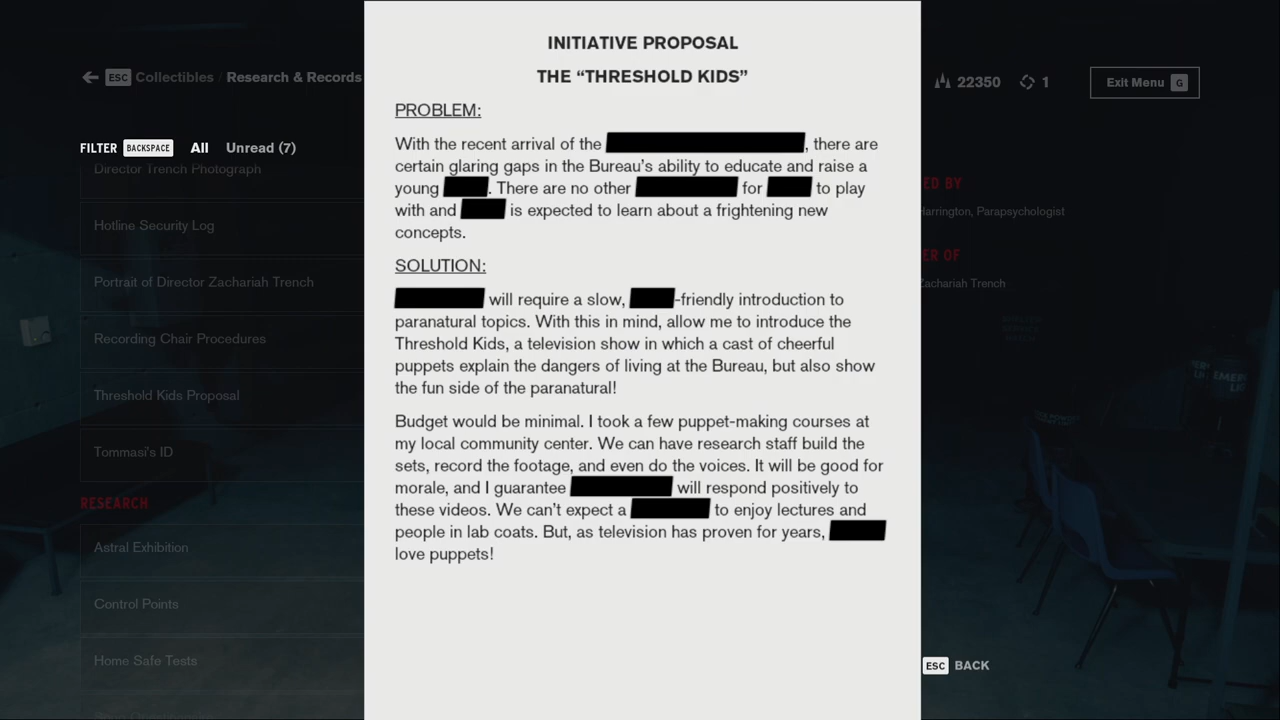 INITIATIVE PROPOSAL
THE “THRESHOLD KIDS”
ESC Collectibles / Research & Records
22350 1
Exit Menu G
PROBLEM:
With the recent arrival of the , there are
certain glaring gaps in the Bureau’s ability to educate and raise a
young . There are no other for to play
with and is expected to learn about a frightening new
concepts.
SOLUTION:
will require a slow, -friendly introduction to
paranatural topics. With this in mind, allow me to introduce the
Threshold Kids, a television show in which a cast of cheerful
puppets explain the dangers of living at the Bureau, but also show
the fun side of the paranatural!
Budget would be minimal. I took a few puppet-making courses at
my local community center. We can have research staff build the
sets, record the footage, and even do the voices. It will be good for
morale, and I guarantee will respond positively to
these videos. We can’t expect a to enjoy lectures and
people in lab coats. But, as television has proven for years,
love puppets!
FILTER BACKSPACE All Unread (7)
Director Trench Photograph
Hotline Security Log
Portrait of Director Zachariah Trench
Recording Chair Procedures
Threshold Kids Proposal
Tommasi’s ID
RESEARCH
Astral Exhibition
Control Points
Home Safe Tests
ED BY
Harrington, Parapsychologist
ER OF
Zachariah Trench
ESC BACK